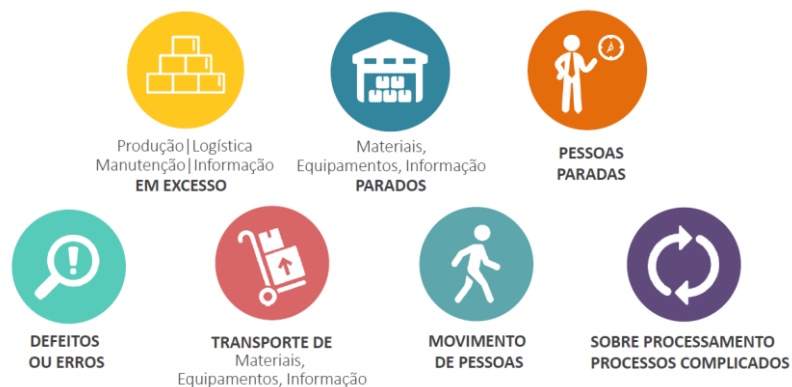 Produção|Logística
Manutenção|Informação
EM EXCESSO
Materiais,
Equipamentos, Informação
PARADOS
PESSOAS
PARADAS
DEFEITOS
OU ERROS
TRANSPORTE DE
Materiais,
Equipamentos, Informação
MOVIMENTO
DE PESSOAS
SOBRE PROCESSAMENTO
PROCESSOS COMPLICADOS